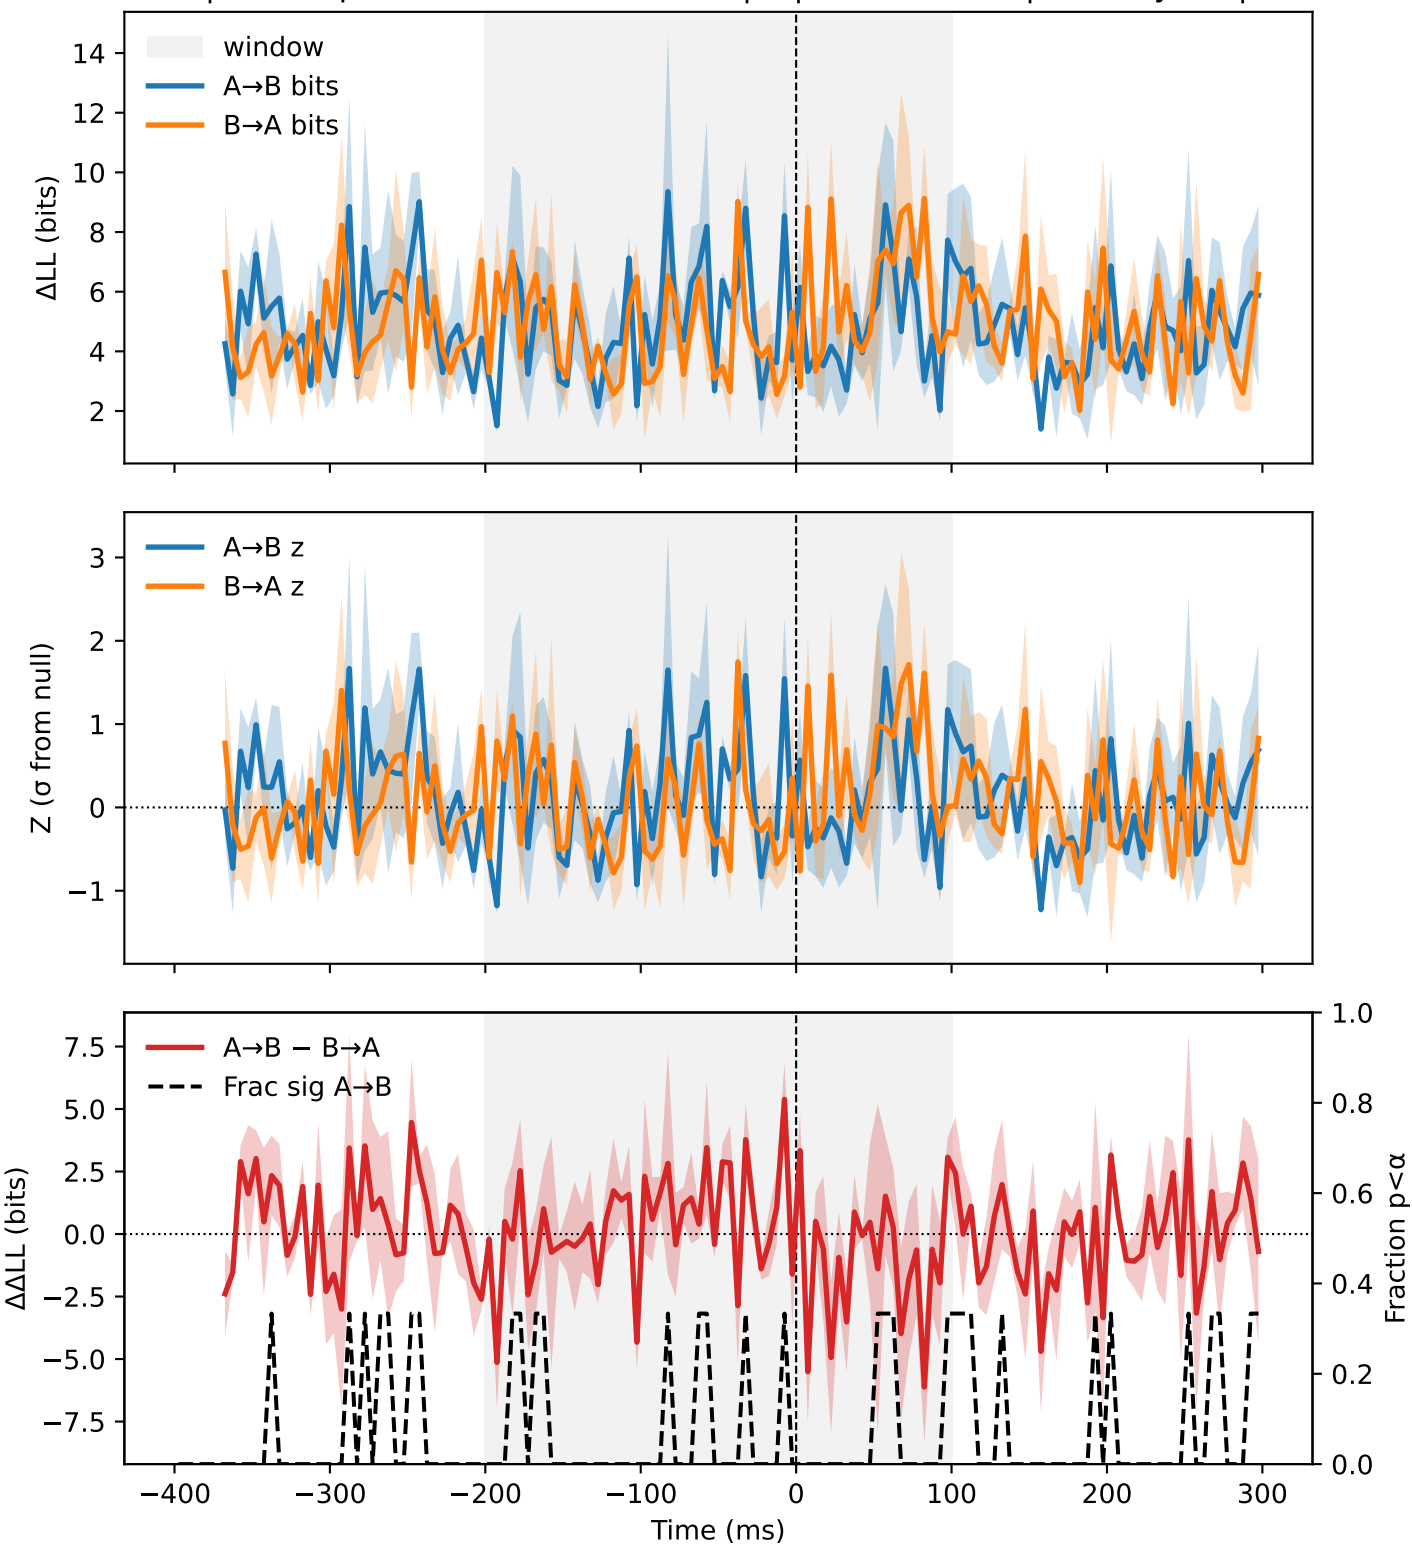 14
12
10
8
6
4
2
ΔLL (bits)
window
A→B bits
B→A bits
3
2
1
0
−1
Z (σ from null)
A→B z
B→A z
7.5
5.0
2.5
0.0
−2.5
−5.0
−7.5
ΔΔLL (bits)
A→B − B→A
Frac sig A→B
1.0
0.8
0.6
0.4
0.2
0.0
Fraction p<α
−400 −300 −200 −100 0 100 200 300
Time (ms)